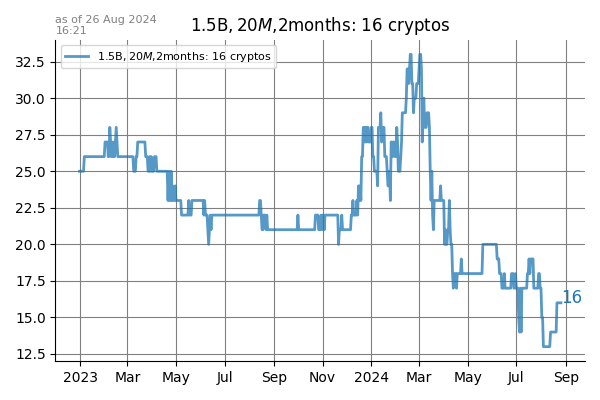 as of 26 Aug 2024
16:21
1.5B, 20M,2months: 16 cryptos
1.5B, 20M,2months: 16 cryptos
32.5
30.0
27.5
25.0
22.5
20.0
17.5
15.0
12.5
16
2023 Mar May Jul Sep Nov 2024 Mar May Jul Sep